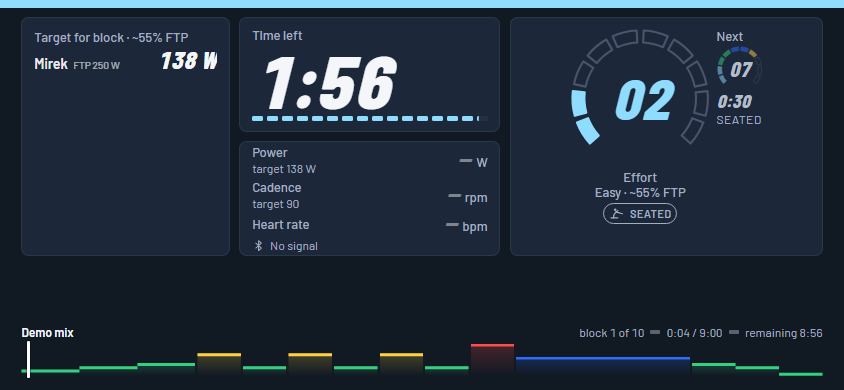 Target for block · ~55% FTP
Mirek FTP 250 W 138 W
Time left
1:56
Power
target 138 W
W
Cadence
target 90
rpm
Heart rate
bpm
No signal
02
Effort
Easy · ~55% FTP
SEATED
Next
07
0:30
SEATED
Demo mix
block 1 of 10 — 0:04 / 9:00 — remaining 8:56